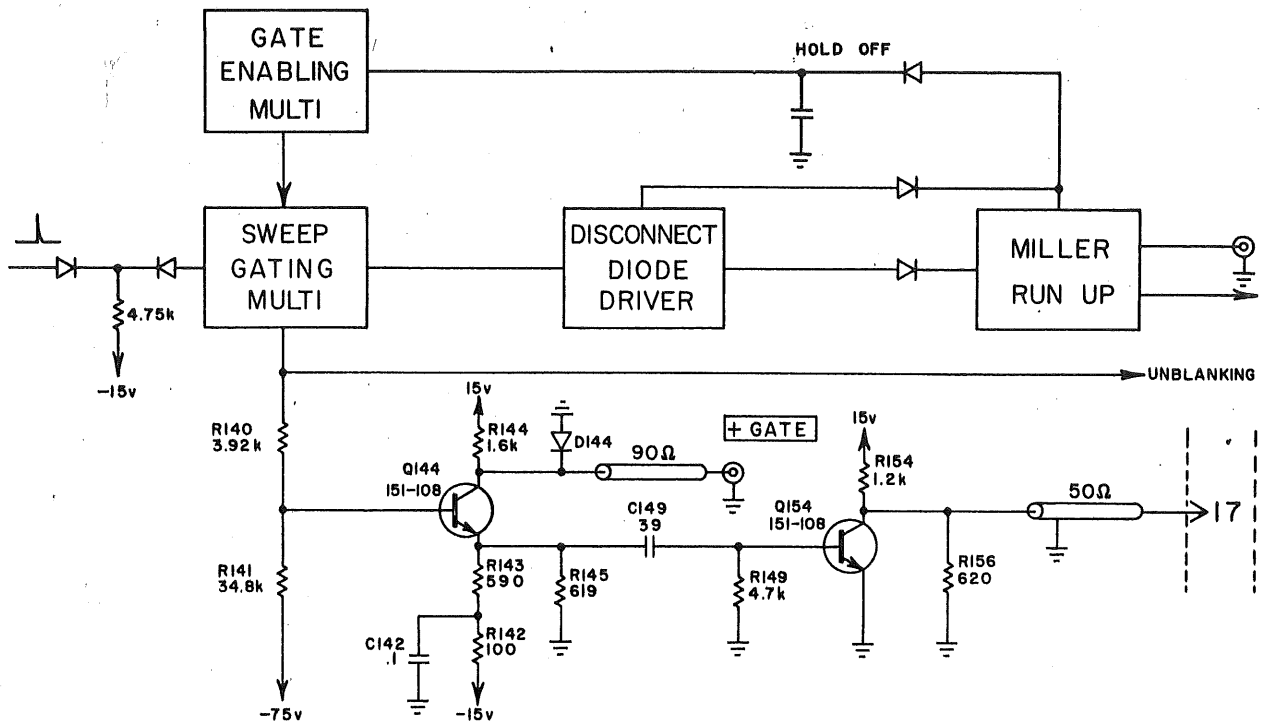 GATE
ENABLING
MULTI
HOLD OFF
SWEEP
GATING
MULTI
DISCONNECT
DIODE
DRIVER
MILLER
RUN UP
4.75k
-15v
UNBLANKING
R140
3.92k
15v
R144
1.6k
D144
+ GATE
90Ω
Q144
151-108
15v
R154
1.2k
C149
39
Q154
151-108
50Ω
17
R141
34.8k
R143
590
R145
619
R149
4.7k
R156
620
C142
.1
R142
100
-75v
-15v